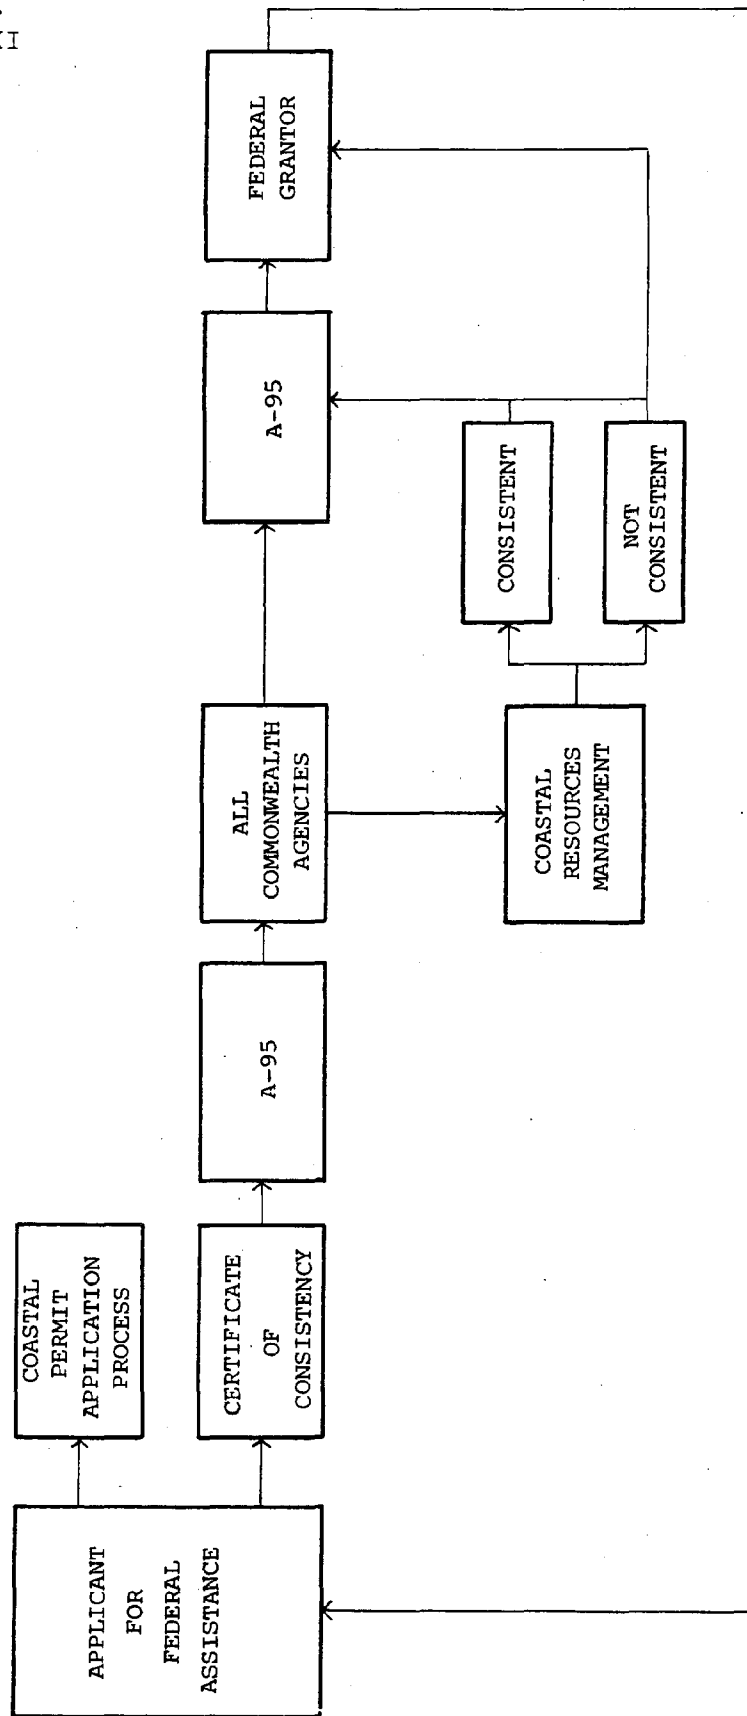 APPLICANT
FOR
FEDERAL
ASSISTANCE
COASTAL
PERMIT
APPLICATION
PROCESS
CERTIFICATE
OF
CONSISTENCY
A-95
ALL
COMMONWEALTH
AGENCIES
COASTAL
RESOURCES
MANAGEMENT
A-95
CONSISTENT
NOT
CONSISTENT
FEDERAL
GRANTOR